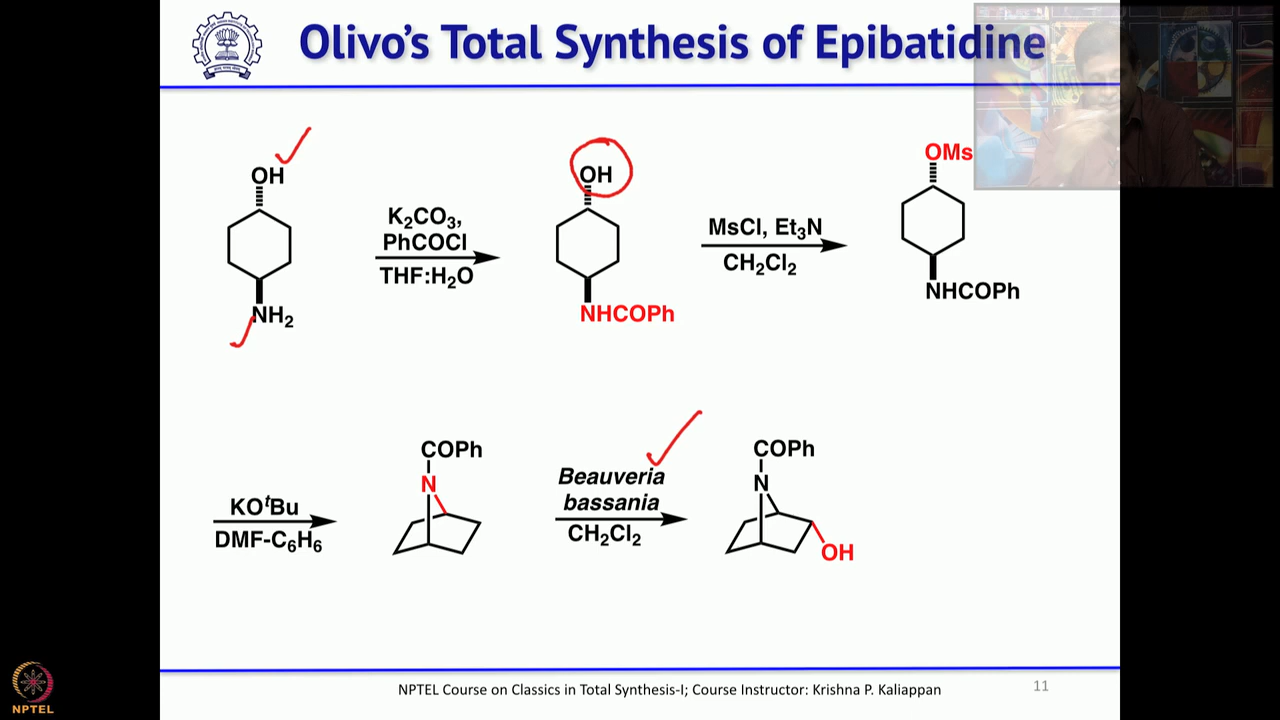 Olivo's Total Synthesis of Epibatidine
OH
NH2
K2CO3,
PhCOCl
THF:H2O
OH
NHCOPh
MsCl, Et3N
CH2Cl2
OMs
NHCOPh
KOtBu
DMF-C6H6
COPh
N
Beauveria
bassania
CH2Cl2
COPh
N
OH
NPTEL Course on Classics in Total Synthesis-I; Course Instructor: Krishna P. Kaliappan
11
NPTEL